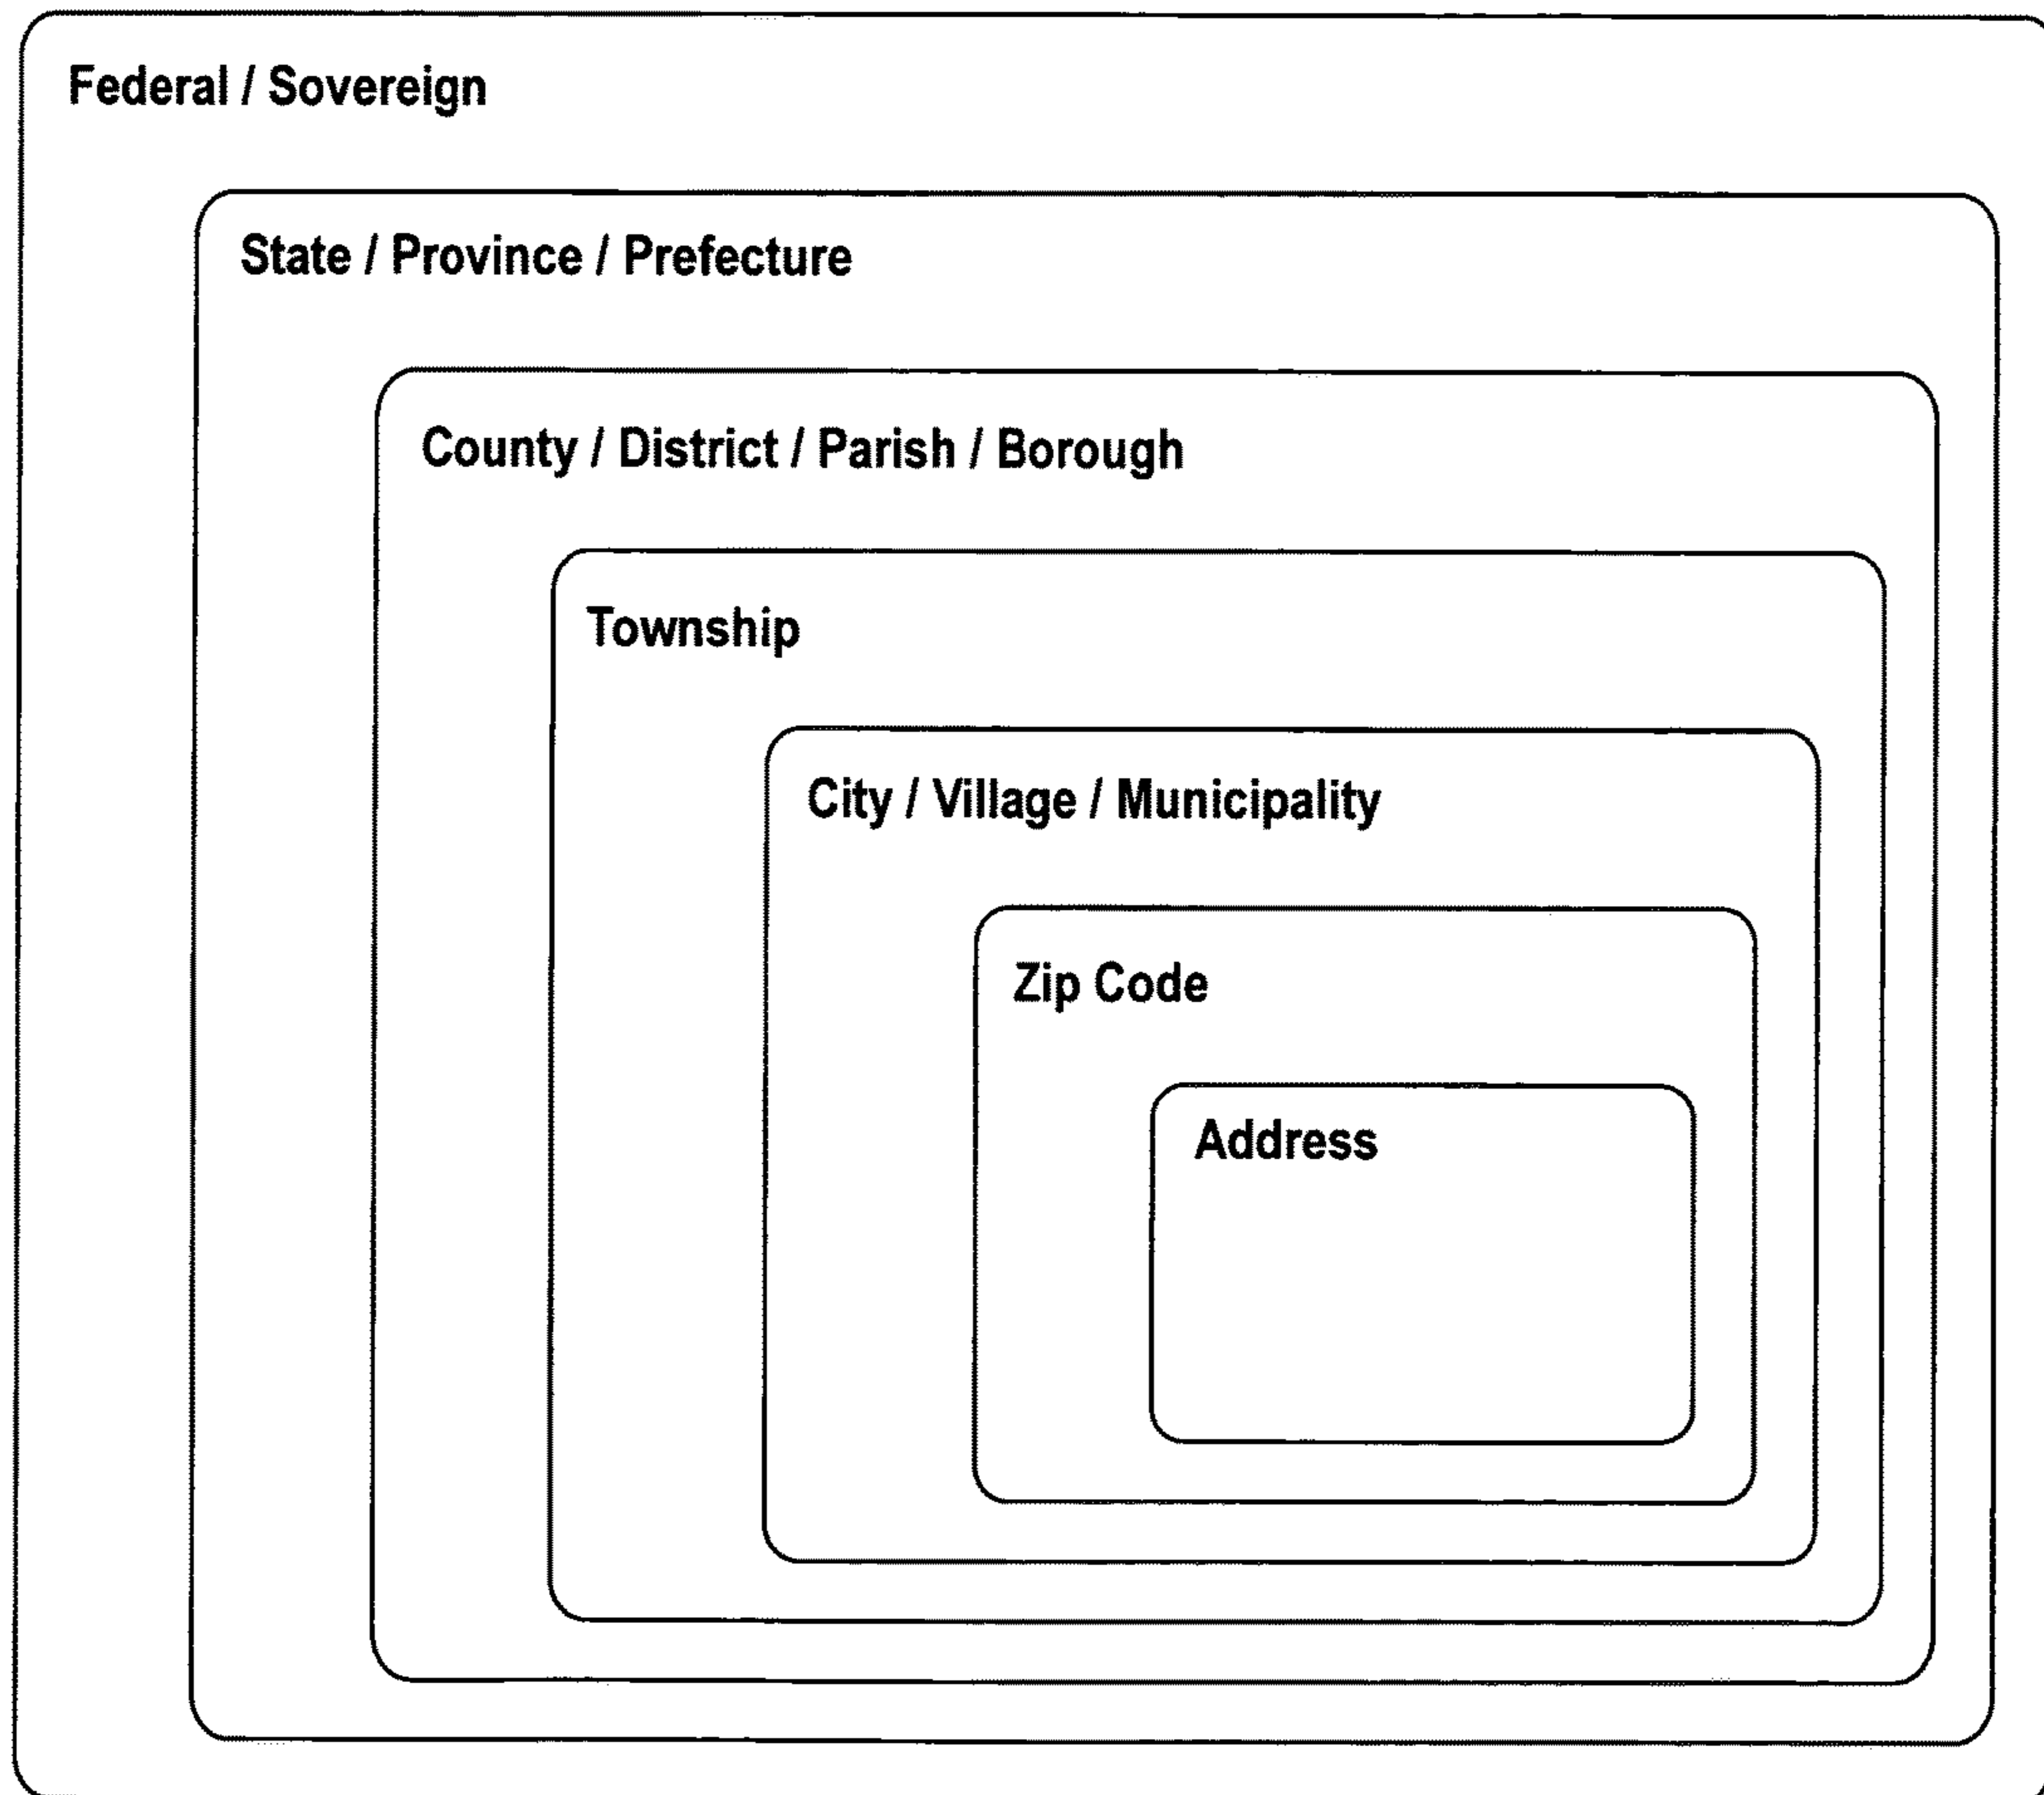 Federal / Sovereign
State / Province / Prefecture
County / District / Parish / Borough
Township
City / Village / Municipality
Zip Code
Address